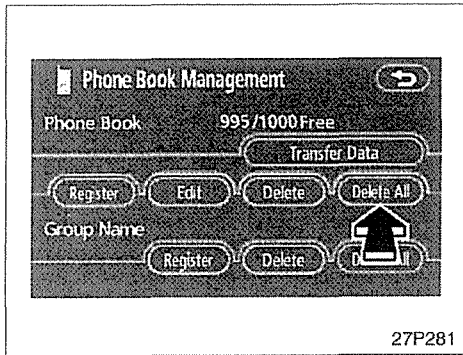 Phone Book Management
Phone Book 995/1000 Free
Transfer Data
Register Edit Delete Delete All
Group Name
Register Delete
27P281